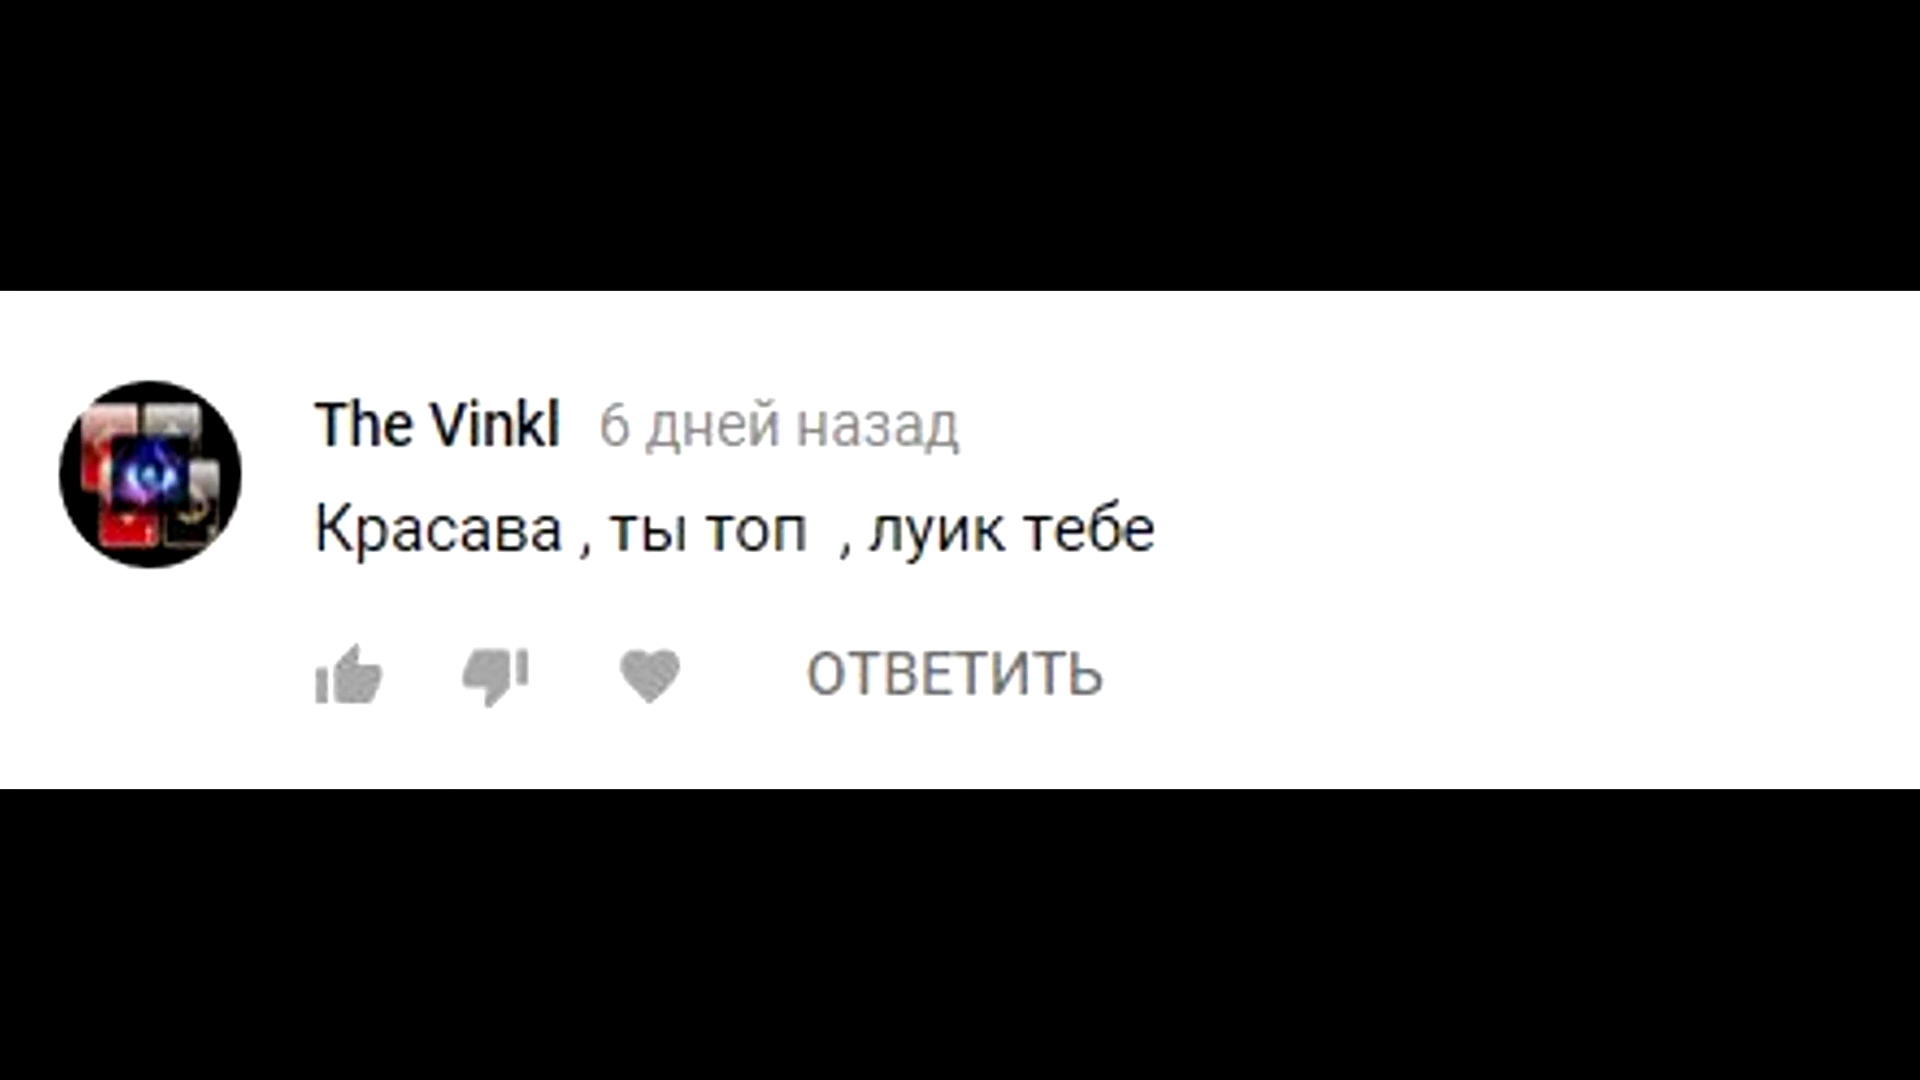 The Vinkl 6 дней назад
Красава , ты топ , луик тебе
ОТВЕТИТЬ